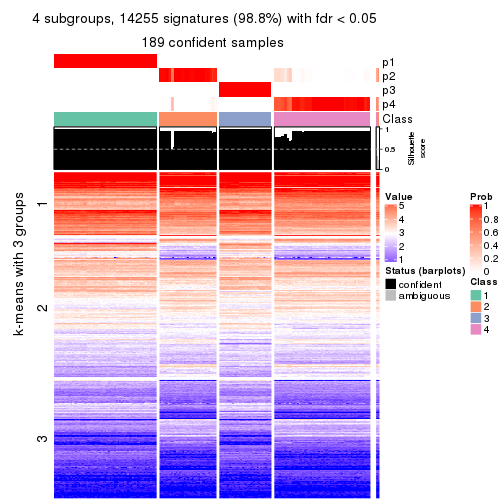 4 subgroups, 14255 signatures (98.8%) with fdr < 0.05
189 confident samples
p1
p2
p3
p4
Class
1
0.5
0
Silhouette
score
k-means with 3 groups
1
2
3
Value
5
4
3
2
1
Status (barplots)
confident
ambiguous
Prob
1
0.8
0.6
0.4
0.2
0
Class
1
2
3
4